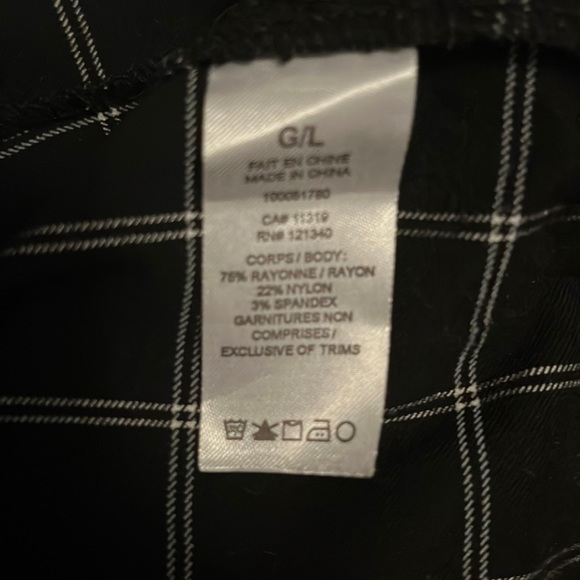 G/L
FAIT EN CHINE
MADE IN CHINA
100051780
CA# 11319
RN# 121340
CORPS / BODY:
75% RAYONNE / RAYON
22% NYLON
3% SPANDEX
GARNITURES NON
COMPRISES /
EXCLUSIVE OF TRIMS